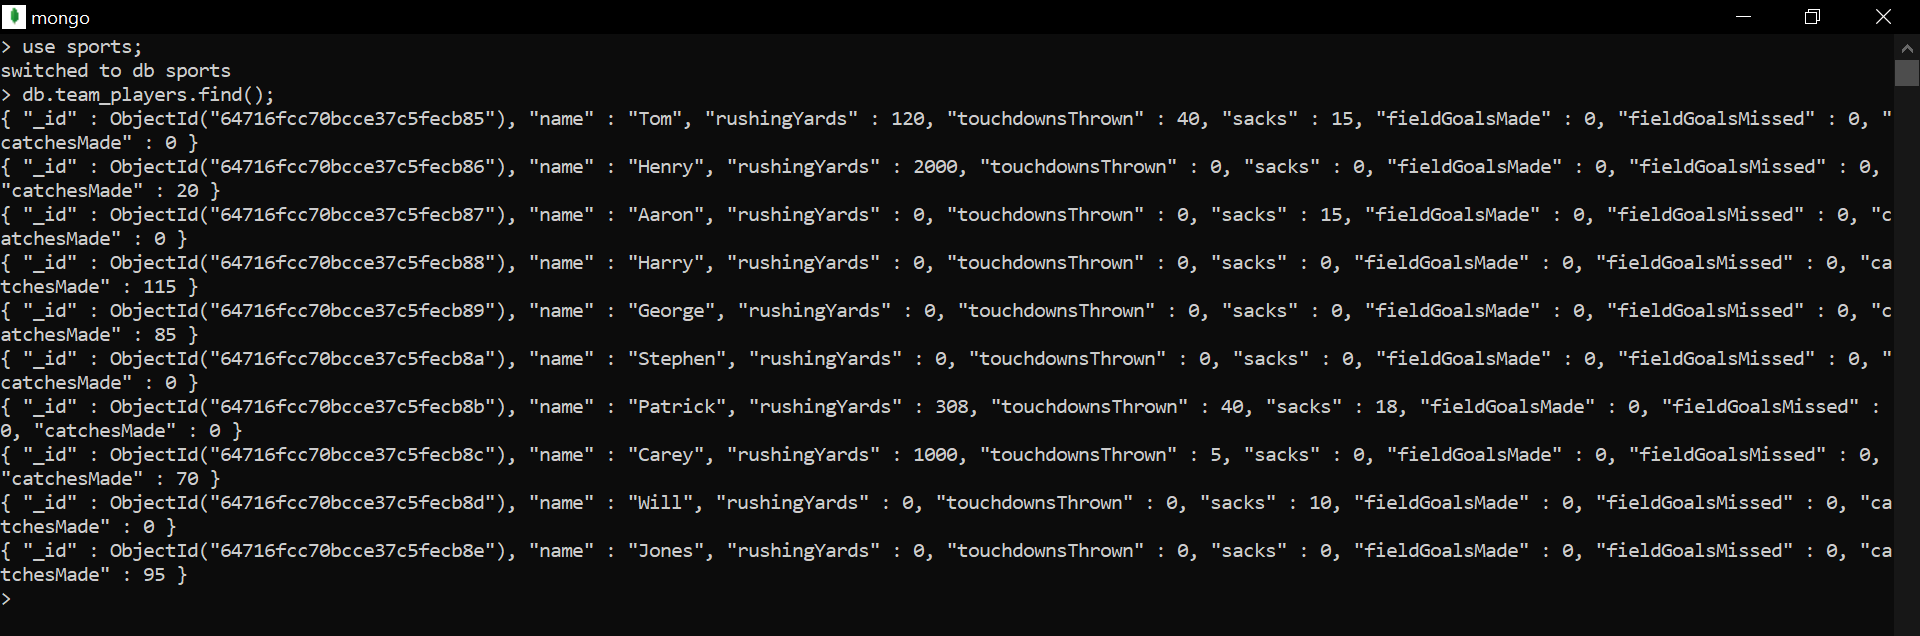 mongo
> use sports;
switched to db sports
> db.team_players.find();
{ "_id" : ObjectId("64716fcc70bcce37c5fecb85"), "name" : "Tom", "rushingYards" : 120, "touchdownsThrown" : 40, "sacks" : 15, "fieldGoalsMade" : 0, "fieldGoalsMissed" : 0, "
catchesMade" : 0 }
{ "_id" : ObjectId("64716fcc70bcce37c5fecb86"), "name" : "Henry", "rushingYards" : 2000, "touchdownsThrown" : 0, "sacks" : 0, "fieldGoalsMade" : 0, "fieldGoalsMissed" : 0,
"catchesMade" : 20 }
{ "_id" : ObjectId("64716fcc70bcce37c5fecb87"), "name" : "Aaron", "rushingYards" : 0, "touchdownsThrown" : 0, "sacks" : 15, "fieldGoalsMade" : 0, "fieldGoalsMissed" : 0, "c
atchesMade" : 0 }
{ "_id" : ObjectId("64716fcc70bcce37c5fecb88"), "name" : "Harry", "rushingYards" : 0, "touchdownsThrown" : 0, "sacks" : 0, "fieldGoalsMade" : 0, "fieldGoalsMissed" : 0, "ca
tchesMade" : 115 }
{ "_id" : ObjectId("64716fcc70bcce37c5fecb89"), "name" : "George", "rushingYards" : 0, "touchdownsThrown" : 0, "sacks" : 0, "fieldGoalsMade" : 0, "fieldGoalsMissed" : 0, "c
atchesMade" : 85 }
{ "_id" : ObjectId("64716fcc70bcce37c5fecb8a"), "name" : "Stephen", "rushingYards" : 0, "touchdownsThrown" : 0, "sacks" : 0, "fieldGoalsMade" : 0, "fieldGoalsMissed" : 0, "
catchesMade" : 0 }
{ "_id" : ObjectId("64716fcc70bcce37c5fecb8b"), "name" : "Patrick", "rushingYards" : 308, "touchdownsThrown" : 40, "sacks" : 18, "fieldGoalsMade" : 0, "fieldGoalsMissed" :
0, "catchesMade" : 0 }
{ "_id" : ObjectId("64716fcc70bcce37c5fecb8c"), "name" : "Carey", "rushingYards" : 1000, "touchdownsThrown" : 5, "sacks" : 0, "fieldGoalsMade" : 0, "fieldGoalsMissed" : 0,
"catchesMade" : 70 }
{ "_id" : ObjectId("64716fcc70bcce37c5fecb8d"), "name" : "Will", "rushingYards" : 0, "touchdownsThrown" : 0, "sacks" : 10, "fieldGoalsMade" : 0, "fieldGoalsMissed" : 0, "ca
tchesMade" : 0 }
{ "_id" : ObjectId("64716fcc70bcce37c5fecb8e"), "name" : "Jones", "rushingYards" : 0, "touchdownsThrown" : 0, "sacks" : 0, "fieldGoalsMade" : 0, "fieldGoalsMissed" : 0, "ca
tchesMade" : 95 }
>